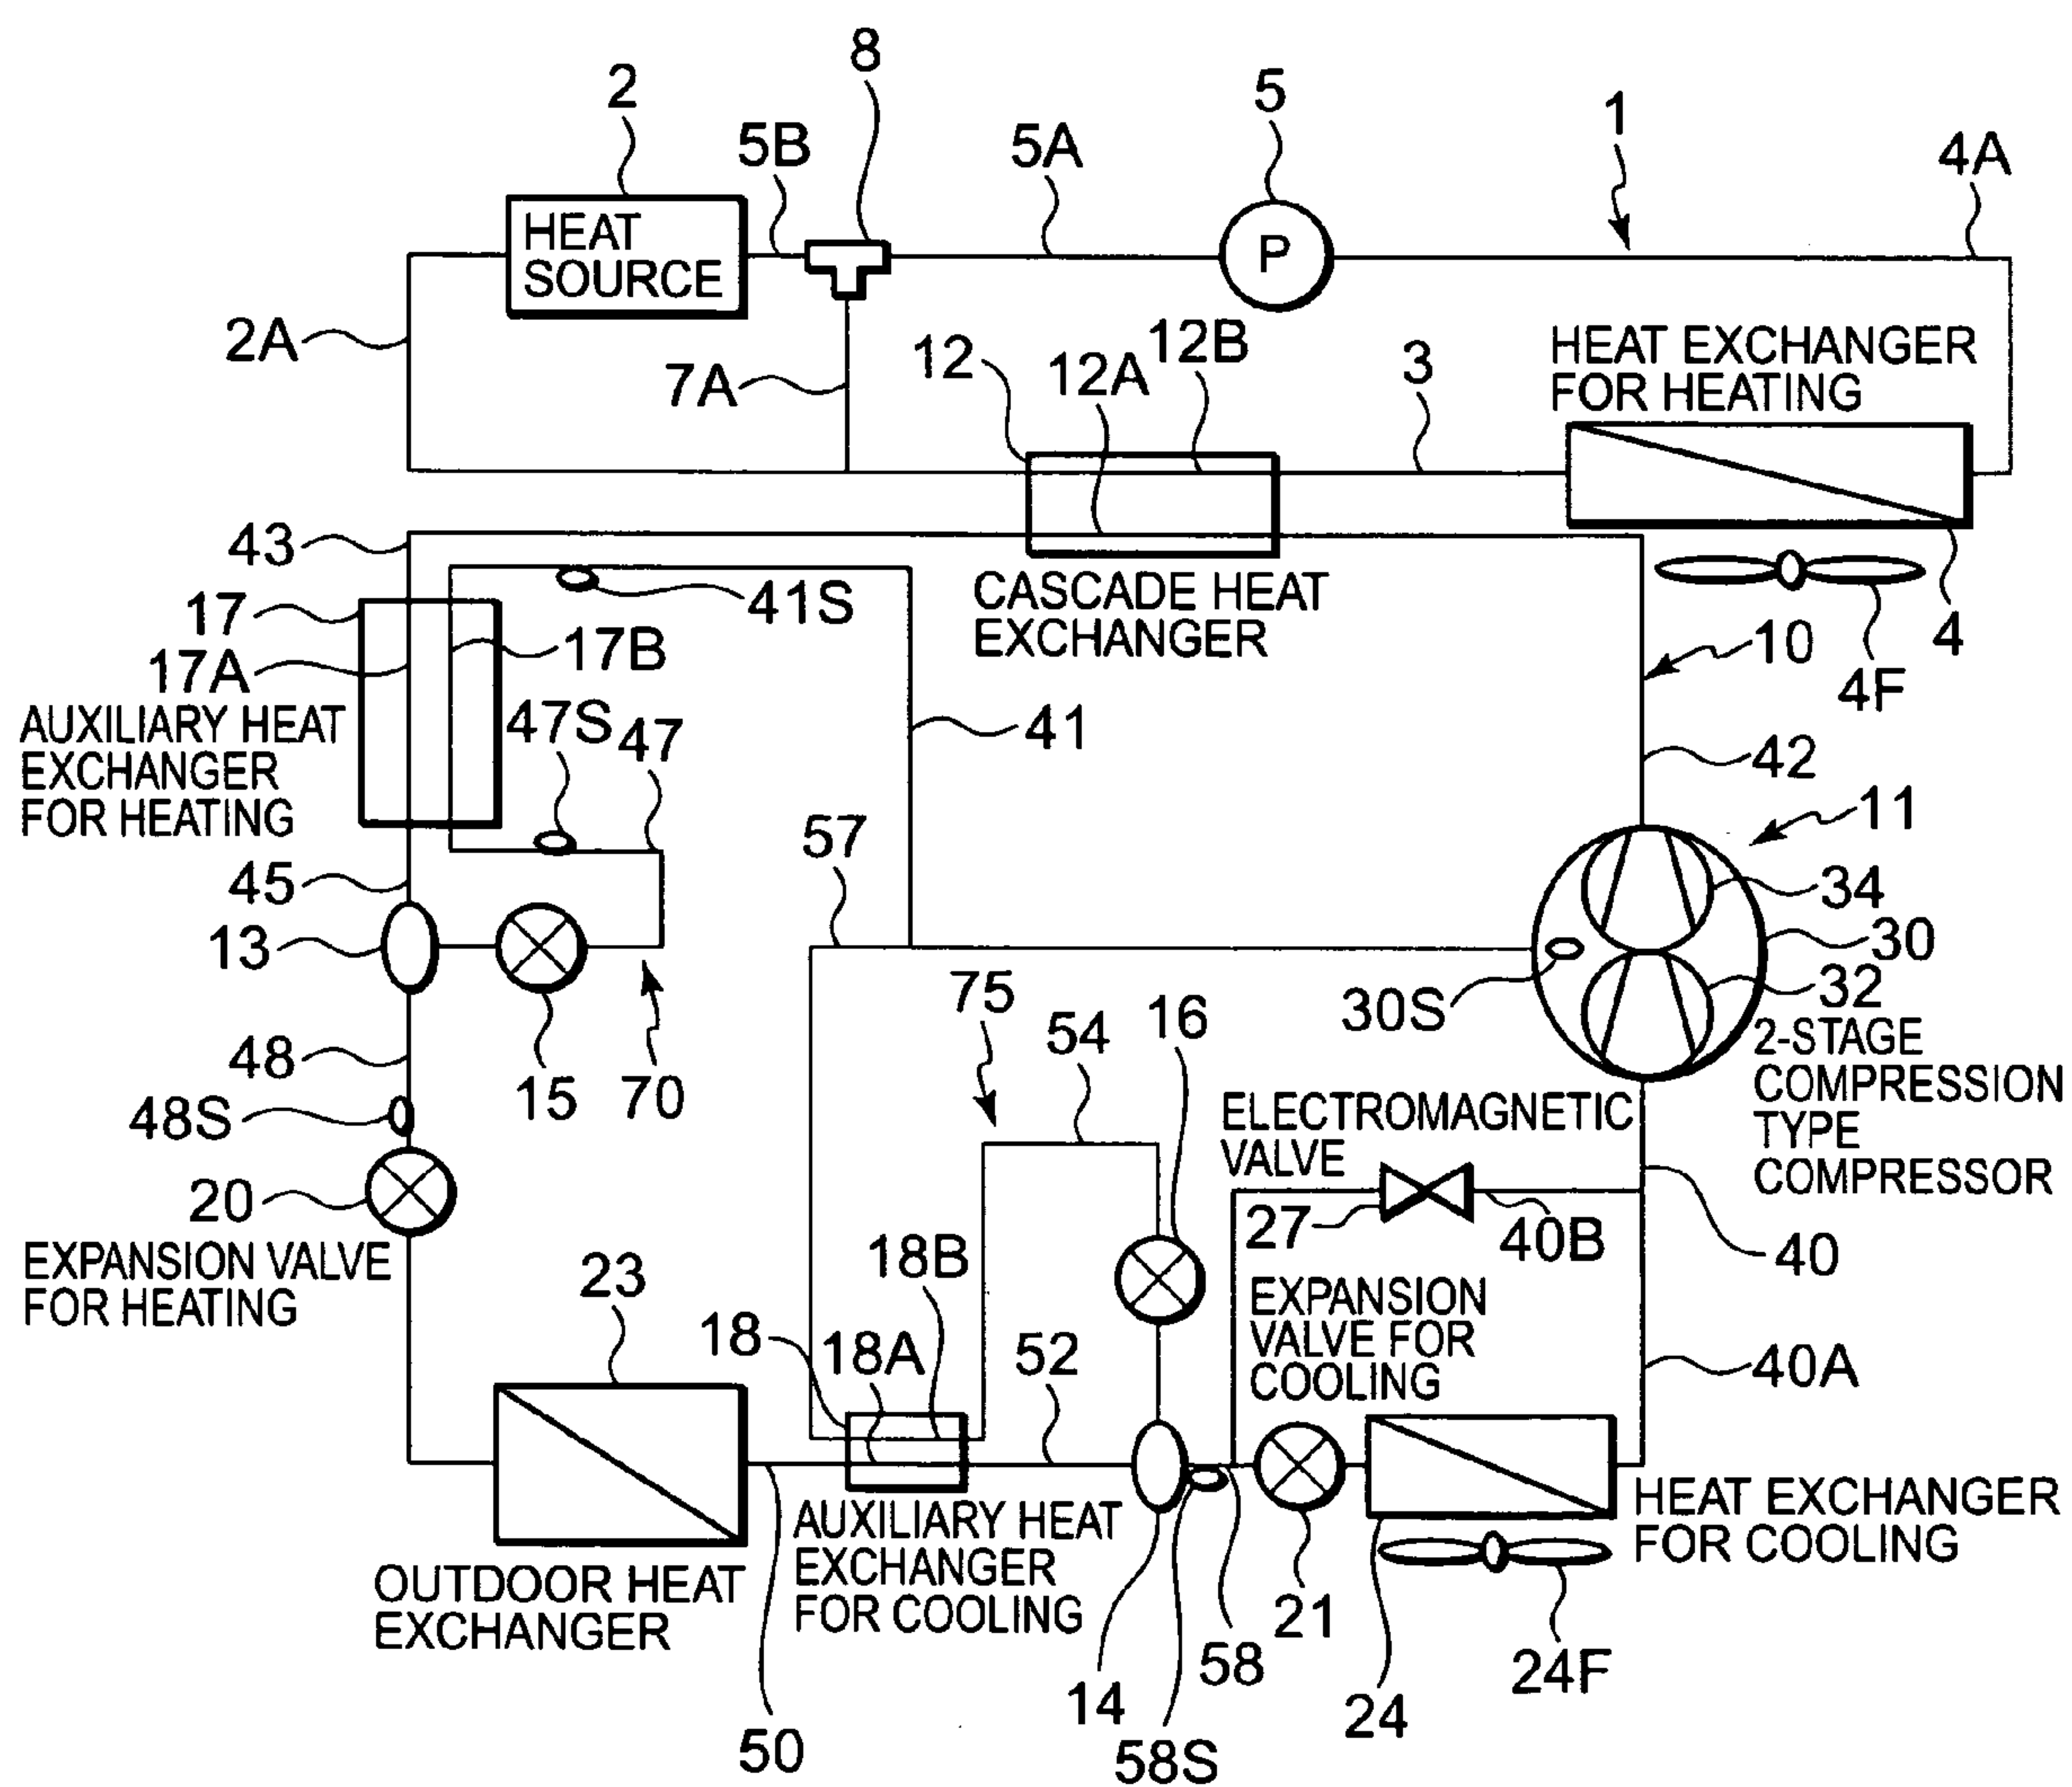 8
2
5
1
5B
5A
4A
HEAT
SOURCE
P
2A
7A
12
12A
12B
3
HEAT EXCHANGER
FOR HEATING
43
17
41S
CASCADE HEAT
EXCHANGER
10
4F
4
17B
17A
AUXILIARY HEAT
EXCHANGER
FOR HEATING
47S
47
41
42
11
57
45
34
13
30
75
30S
32
54
16
2-STAGE
COMPRESSION
TYPE
COMPRESSOR
48
15
70
48S
ELECTROMAGNETIC
VALVE
20
27
40B
40
EXPANSION VALVE
FOR HEATING
23
18B
EXPANSION
VALVE FOR
COOLING
18
18A
52
40A
HEAT EXCHANGER
FOR COOLING
AUXILIARY HEAT
EXCHANGER
FOR COOLING
OUTDOOR HEAT
EXCHANGER
21
58
24F
14
24
50
58S